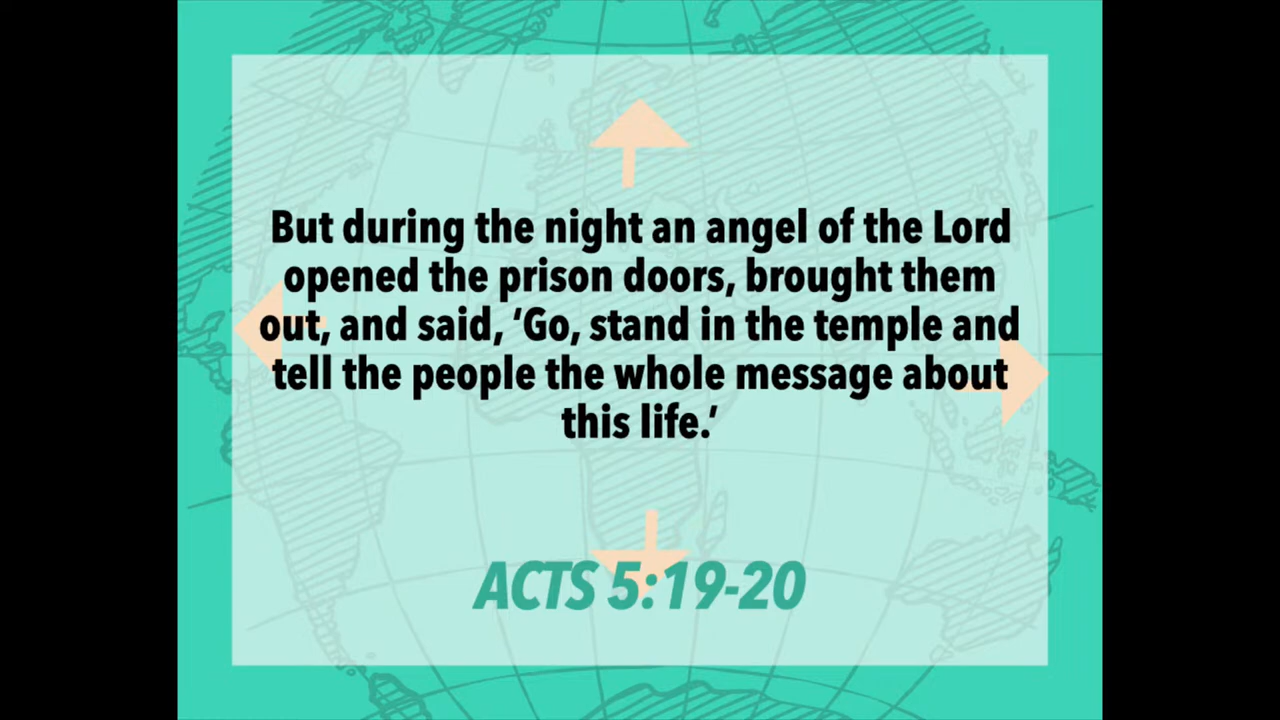 But during the night an angel of the Lord
opened the prison doors, brought them
out, and said, ‘Go, stand in the temple and
tell the people the whole message about
this life.’
ACTS 5:19-20